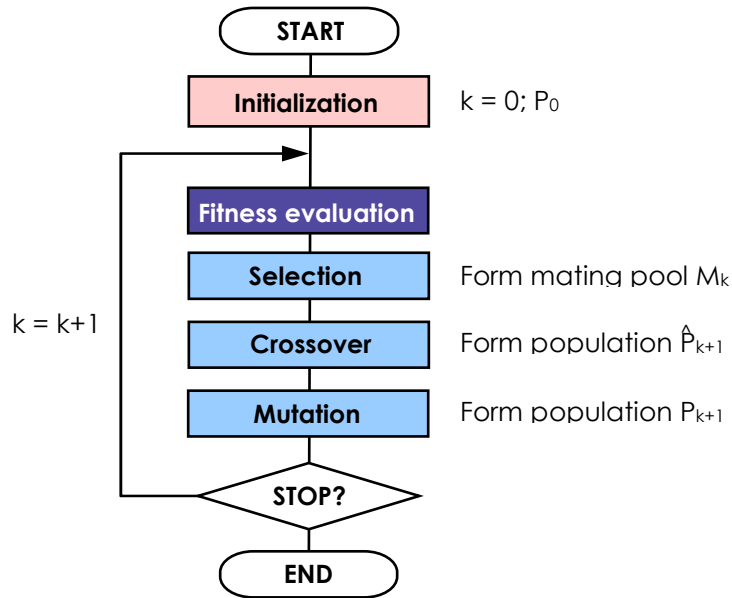 START
Initialization
k = 0; P₀
Fitness evaluation
Selection
Form mating pool Mₖ
k = k+1
Crossover
Form population P̂ₖ₊₁
Mutation
Form population Pₖ₊₁
STOP?
END